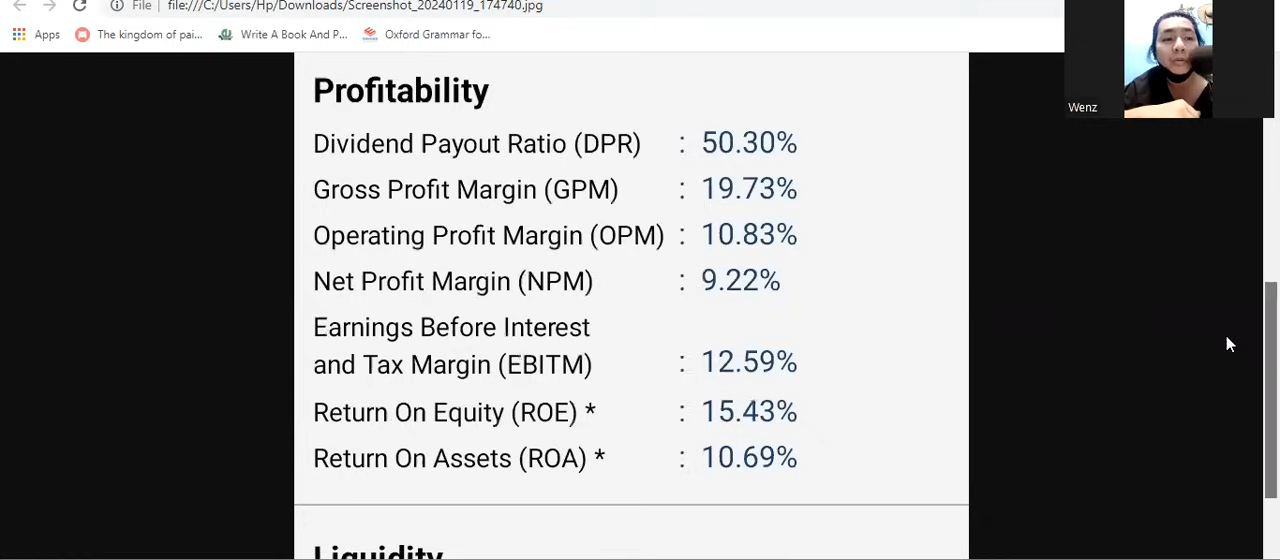 File | file:///C:/Users/Hp/Downloads/Screenshot_20240119_174740.jpg
Apps The kingdom of pai... Write A Book And P... Oxford Grammar fo...
Wenz
Profitability
Dividend Payout Ratio (DPR) : 50.30%
Gross Profit Margin (GPM) : 19.73%
Operating Profit Margin (OPM) : 10.83%
Net Profit Margin (NPM) : 9.22%
Earnings Before Interest
and Tax Margin (EBITM) : 12.59%
Return On Equity (ROE) * : 15.43%
Return On Assets (ROA) * : 10.69%
Liquidity